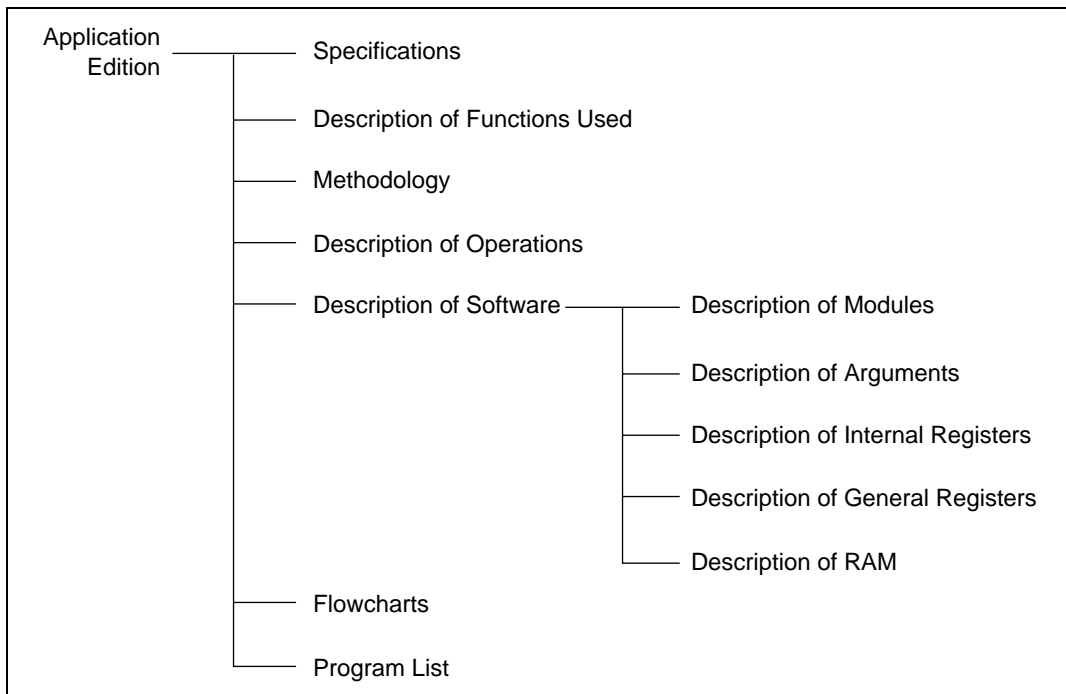 Application
Edition
Specifications
Description of Functions Used
Methodology
Description of Operations
Description of Software
Description of Modules
Description of Arguments
Description of Internal Registers
Description of General Registers
Description of RAM
Flowcharts
Program List